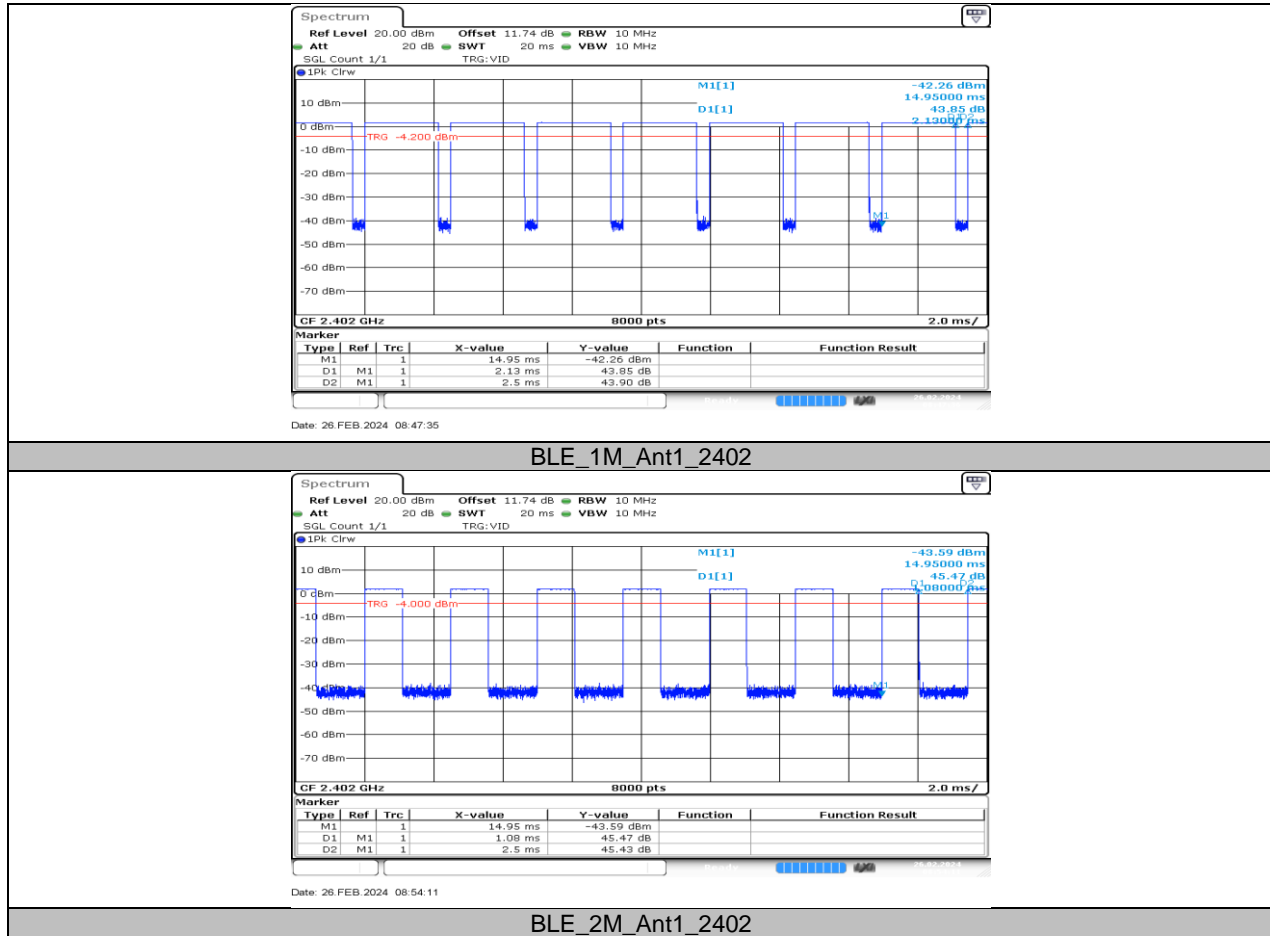 Spectrum
Ref Level 20.00 dBm Offset 11.74 dB RBW 10 MHz
Att 20 dB SWT 20 ms VBW 10 MHz
SGL Count 1/1 TRG:VID
1Pk Clrw
M1[1] -42.26 dBm
14.95000 ms
10 dBm
D1[1] 43.85 dB
2.13000 ms
0 dBm
TRG -4.200 dBm
-10 dBm
-20 dBm
-30 dBm
-40 dBm
M1
-50 dBm
-60 dBm
-70 dBm
CF 2.402 GHz 8000 pts 2.0 ms/
Marker
Type Ref Trc X-value Y-value Function Function Result
M1 1 14.95 ms -42.26 dBm
D1 M1 1 2.13 ms 43.85 dB
D2 M1 1 2.5 ms 43.90 dB
Date: 26.FEB.2024 08:47:35
BLE_1M_Ant1_2402
Spectrum
Ref Level 20.00 dBm Offset 11.74 dB RBW 10 MHz
Att 20 dB SWT 20 ms VBW 10 MHz
SGL Count 1/1 TRG:VID
1Pk Clrw
M1[1] -43.59 dBm
14.95000 ms
10 dBm
D1[1] 45.47 dB
D1 D2
1.08000 ms
0 dBm
TRG -4.000 dBm
-10 dBm
-20 dBm
-30 dBm
-40 dBm
M1
-50 dBm
-60 dBm
-70 dBm
CF 2.402 GHz 8000 pts 2.0 ms/
Marker
Type Ref Trc X-value Y-value Function Function Result
M1 1 14.95 ms -43.59 dBm
D1 M1 1 1.08 ms 45.47 dB
D2 M1 1 2.5 ms 45.43 dB
Date: 26.FEB.2024 08:54:11
BLE_2M_Ant1_2402